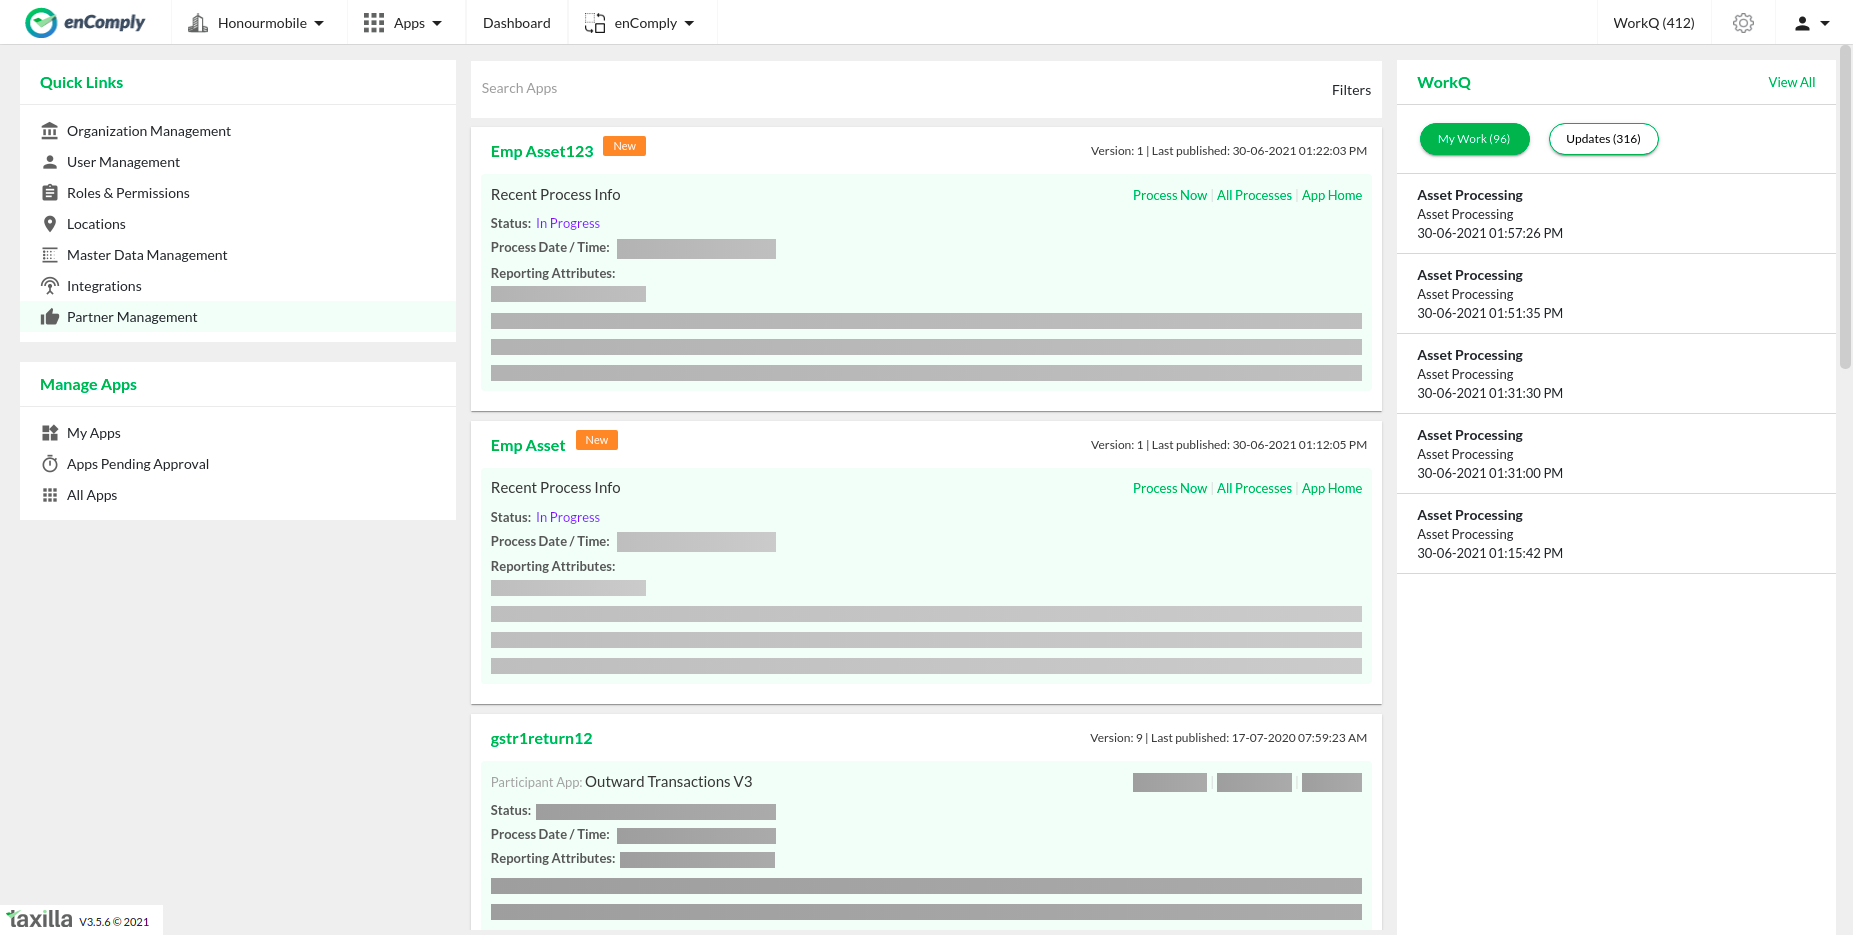 enComply
Honourmobile
Apps
Dashboard
enComply
WorkQ (412)
Quick Links
Organization Management
User Management
Roles & Permissions
Locations
Master Data Management
Integrations
Partner Management
Manage Apps
My Apps
Apps Pending Approval
All Apps
Search Apps
Filters
Emp Asset123 New
Version: 1 | Last published: 30-06-2021 01:22:03 PM
Recent Process Info
Process Now | All Processes | App Home
Status: In Progress
Process Date / Time:
Reporting Attributes:
Emp Asset New
Version: 1 | Last published: 30-06-2021 01:12:05 PM
Recent Process Info
Process Now | All Processes | App Home
Status: In Progress
Process Date / Time:
Reporting Attributes:
gstr1return12
Version: 9 | Last published: 17-07-2020 07:59:23 AM
Participant App: Outward Transactions V3
Status:
Process Date / Time:
Reporting Attributes:
WorkQ
View All
My Work (96)
Updates (316)
Asset Processing
Asset Processing
30-06-2021 01:57:26 PM
Asset Processing
Asset Processing
30-06-2021 01:51:35 PM
Asset Processing
Asset Processing
30-06-2021 01:31:30 PM
Asset Processing
Asset Processing
30-06-2021 01:31:00 PM
Asset Processing
Asset Processing
30-06-2021 01:15:42 PM
taxilla V3.5.6 © 2021